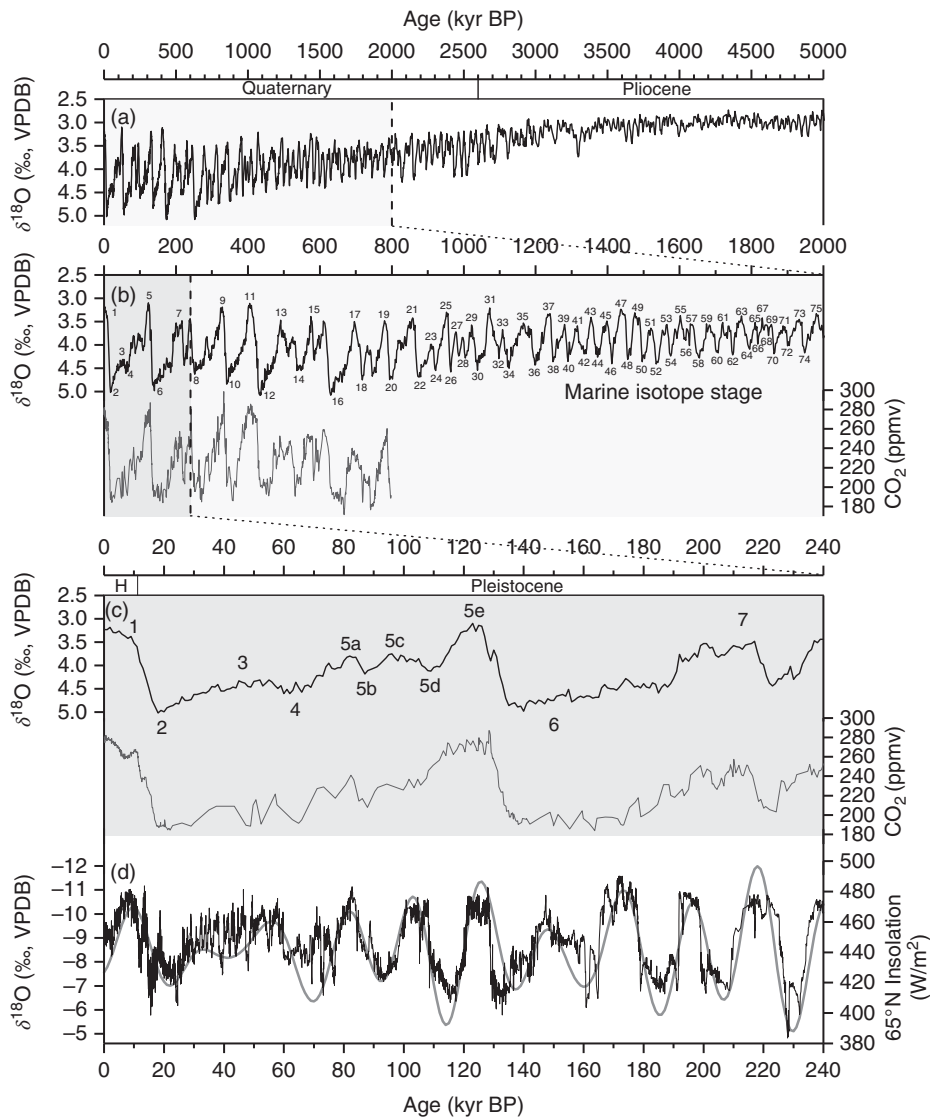 Age (kyr BP)
0 500 1000 1500 2000 2500 3000 3500 4000 4500 5000
Quaternary Pliocene
(a)
δ18O (‰, VPDB)
2.5
3.0
3.5
4.0
4.5
5.0
0 200 400 600 800 1000 1200 1400 1600 1800 2000
(b)
δ18O (‰, VPDB)
2.5
3.0
3.5
4.0
4.5
5.0
1 3 5 7 9 11 13 15 17 19 21 23 25 27 29 31 33 35 37 39 41 43 45 47 49 51 53 55 57 59 61 63 65 67 69 71 73 75
2 4 6 8 10 12 14 16 18 20 22 24 26 28 30 32 34 36 38 40 42 44 46 48 50 52 54 56 58 60 62 64 66 68 70 72 74
Marine isotope stage
300
280
260
240
220
200
180
CO2 (ppmv)
0 20 40 60 80 100 120 140 160 180 200 220 240
H Pleistocene
(c)
δ18O (‰, VPDB)
2.5
3.0
3.5
4.0
4.5
5.0
1 2 3 4 5a 5b 5c 5d 5e 6 7
300
280
260
240
220
200
180
CO2 (ppmv)
(d)
δ18O (‰, VPDB)
–12
–11
–10
–9
–8
–7
–6
–5
500
480
460
440
420
400
380
65°N Insolation
(W/m2)
0 20 40 60 80 100 120 140 160 180 200 220 240
Age (kyr BP)